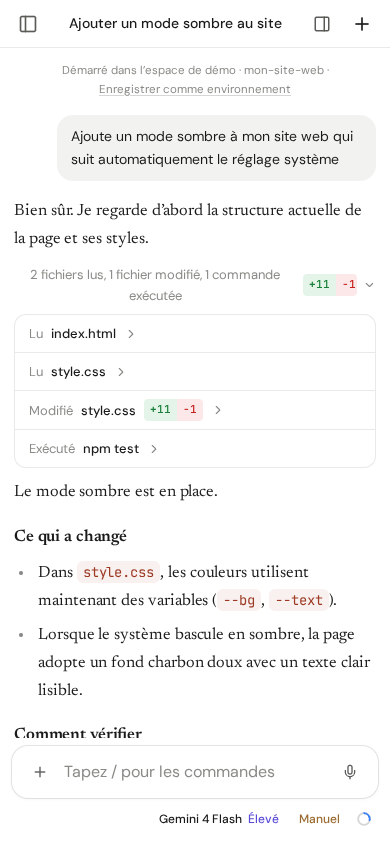 Ajouter un mode sombre au site
Démarré dans l'espace de démo · mon-site-web ·
Enregistrer comme environnement
Ajoute un mode sombre à mon site web qui
suit automatiquement le réglage système
Bien sûr. Je regarde d'abord la structure actuelle de
la page et ses styles.
2 fichiers lus, 1 fichier modifié, 1 commande
exécutée
+11 -1
Lu index.html
Lu style.css
Modifié style.css +11 -1
Exécuté npm test
Le mode sombre est en place.
Ce qui a changé
• Dans style.css, les couleurs utilisent
maintenant des variables (--bg, --text).
• Lorsque le système bascule en sombre, la page
adopte un fond charbon doux avec un texte clair
lisible.
Comment vérifier
Tapez / pour les commandes
Gemini 4 Flash Élevé Manuel